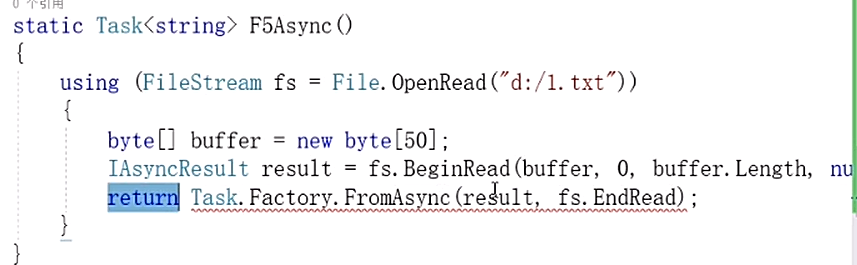 0 个引用
static Task<string> F5Async()
{
using (FileStream fs = File.OpenRead("d:/1.txt"))
{
byte[] buffer = new byte[50];
IAsyncResult result = fs.BeginRead(buffer, 0, buffer.Length, nu
return Task.Factory.FromAsync(result, fs.EndRead);
}
}